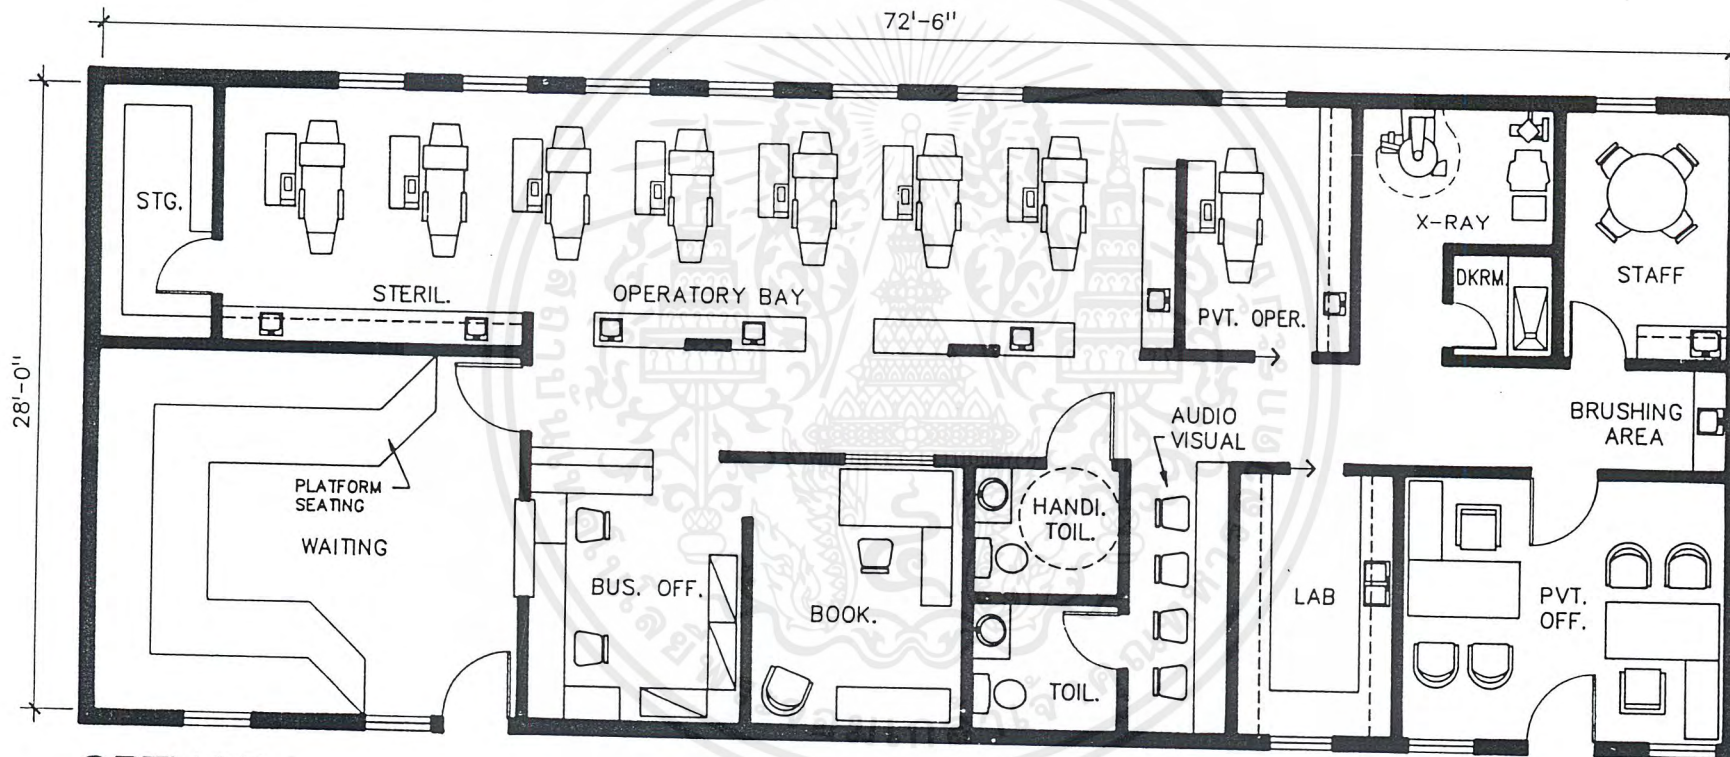 72'-6"
28'-0"
STG.
STERIL.
OPERATORY BAY
PVT. OPER.
X-RAY
DKRM.
STAFF
BRUSHING
AREA
AUDIO
VISUAL
PLATFORM
SEATING
WAITING
BUS. OFF.
BOOK.
HANDI.
TOIL.
TOIL.
LAB
PVT.
OFF.